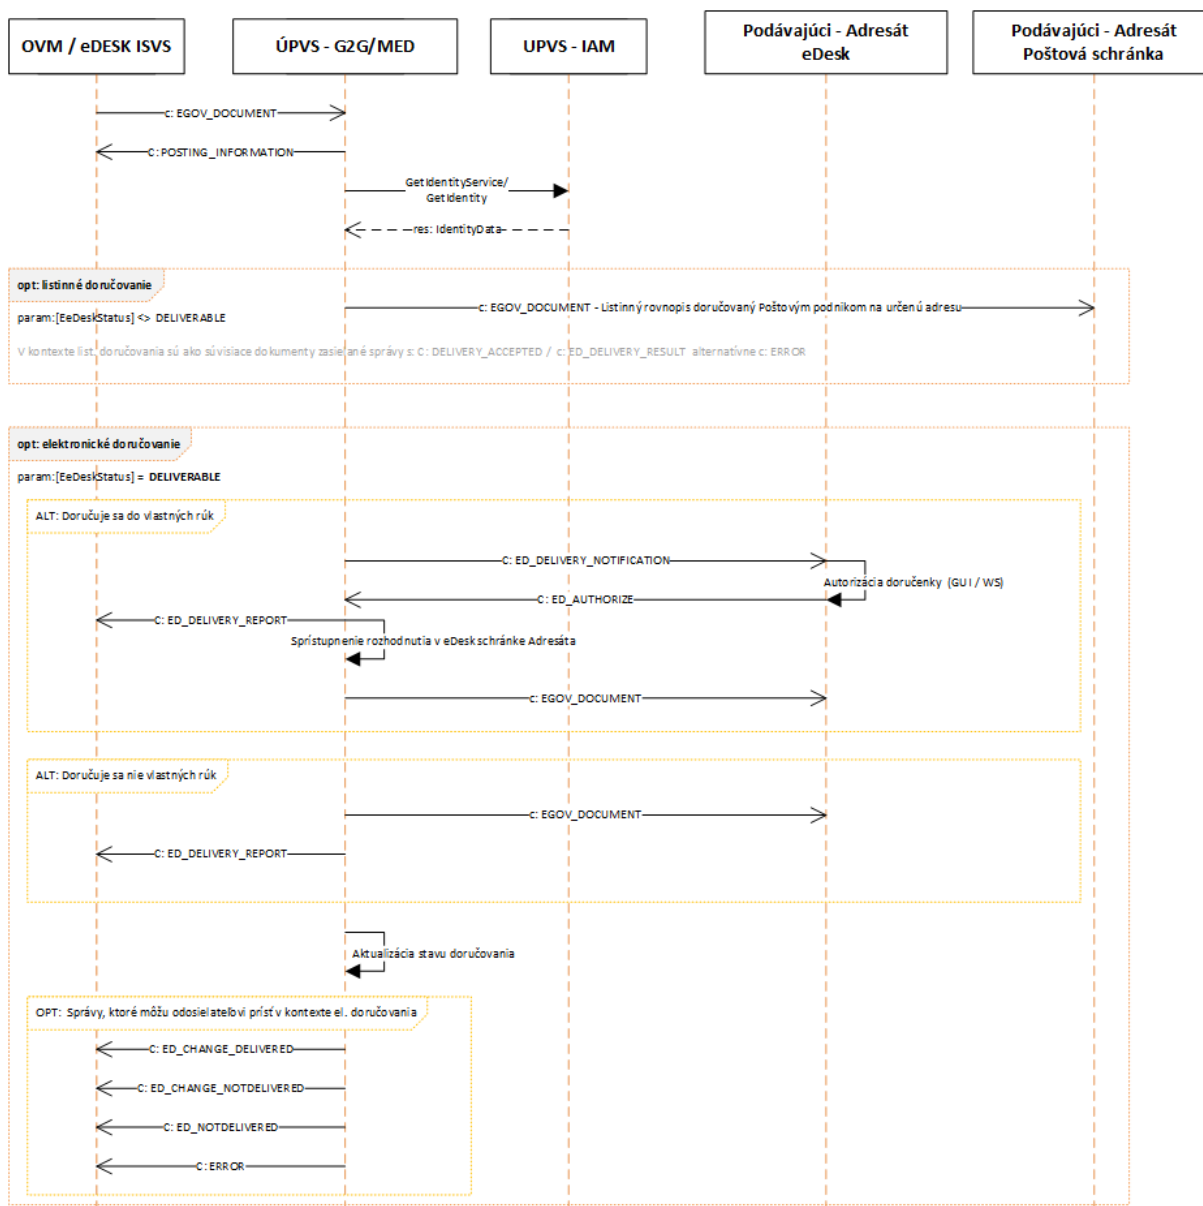 OVM / eDESK ISVS
ÚPVS - G2G/MED
UPVS - IAM
Podávajúci - Adresát
eDesk
Podávajúci - Adresát
Poštová schránka
c: EGOV_DOCUMENT
C: POSTING_INFORMATION
GetIdentityService/
GetIdentity
res: IdentityData
opt: listinné doručovanie
param:[EeDeskStatus] <> DELIVERABLE
c: EGOV_DOCUMENT - Listinný rovnopis doručovaný Poštovým podnikom na určenú adresu
V kontexte list. doručovania sú ako súvisiace dokumenty zasielané správy s: C: DELIVERY_ACCEPTED / c: ED_DELIVERY_RESULT alternatívne c: ERROR
opt: elektronické doručovanie
param:[EeDeskStatus] = DELIVERABLE
ALT: Doručuje sa do vlastných rúk
C: ED_DELIVERY_NOTIFICATION
Autorizácia doručenky (GUI / WS)
C: ED_AUTHORIZE
C: ED_DELIVERY_REPORT
Sprístupnenie rozhodnutia v eDesk schránke Adresáta
c: EGOV_DOCUMENT
ALT: Doručuje sa nie vlastných rúk
c: EGOV_DOCUMENT
C: ED_DELIVERY_REPORT
Aktualizácia stavu doručovania
OPT: Správy, ktoré môžu odosielateľovi prísť v kontexte el. doručovania
C: ED_CHANGE_DELIVERED
C: ED_CHANGE_NOTDELIVERED
C: ED_NOTDELIVERED
C: ERROR